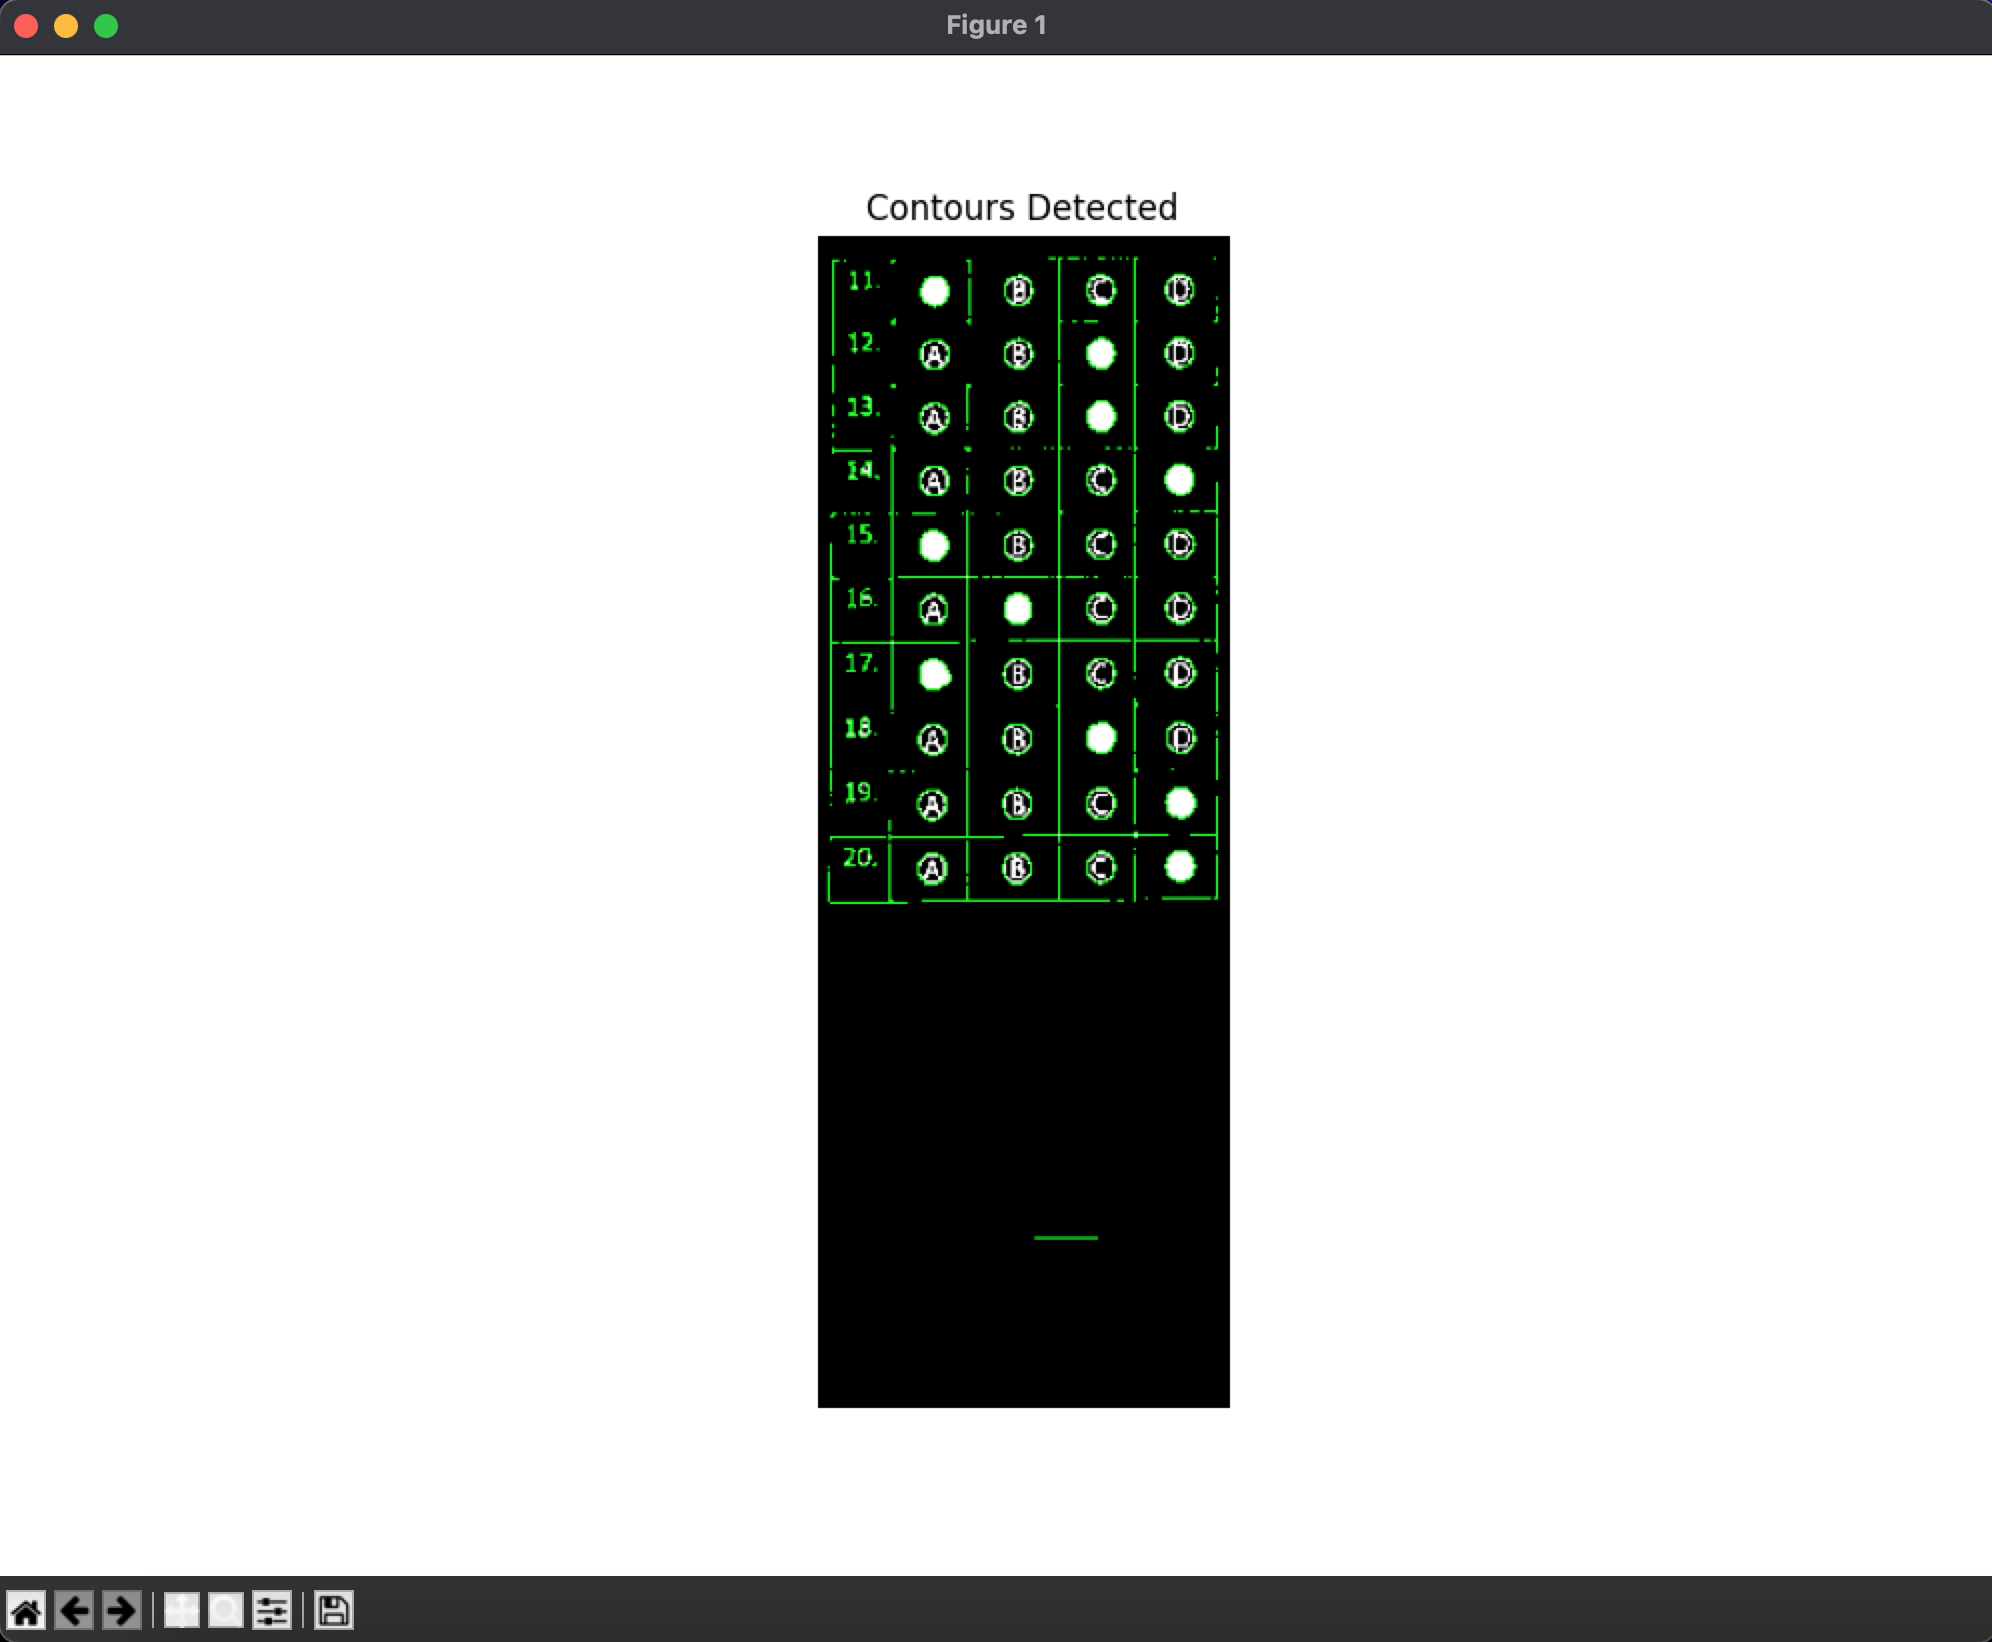 Figure 1
Contours Detected
11. B C D
12. A B D
13. A B D
14. A B C
15. B C D
16. A C D
17. B C D
18. A B D
19. A B C
20. A B C